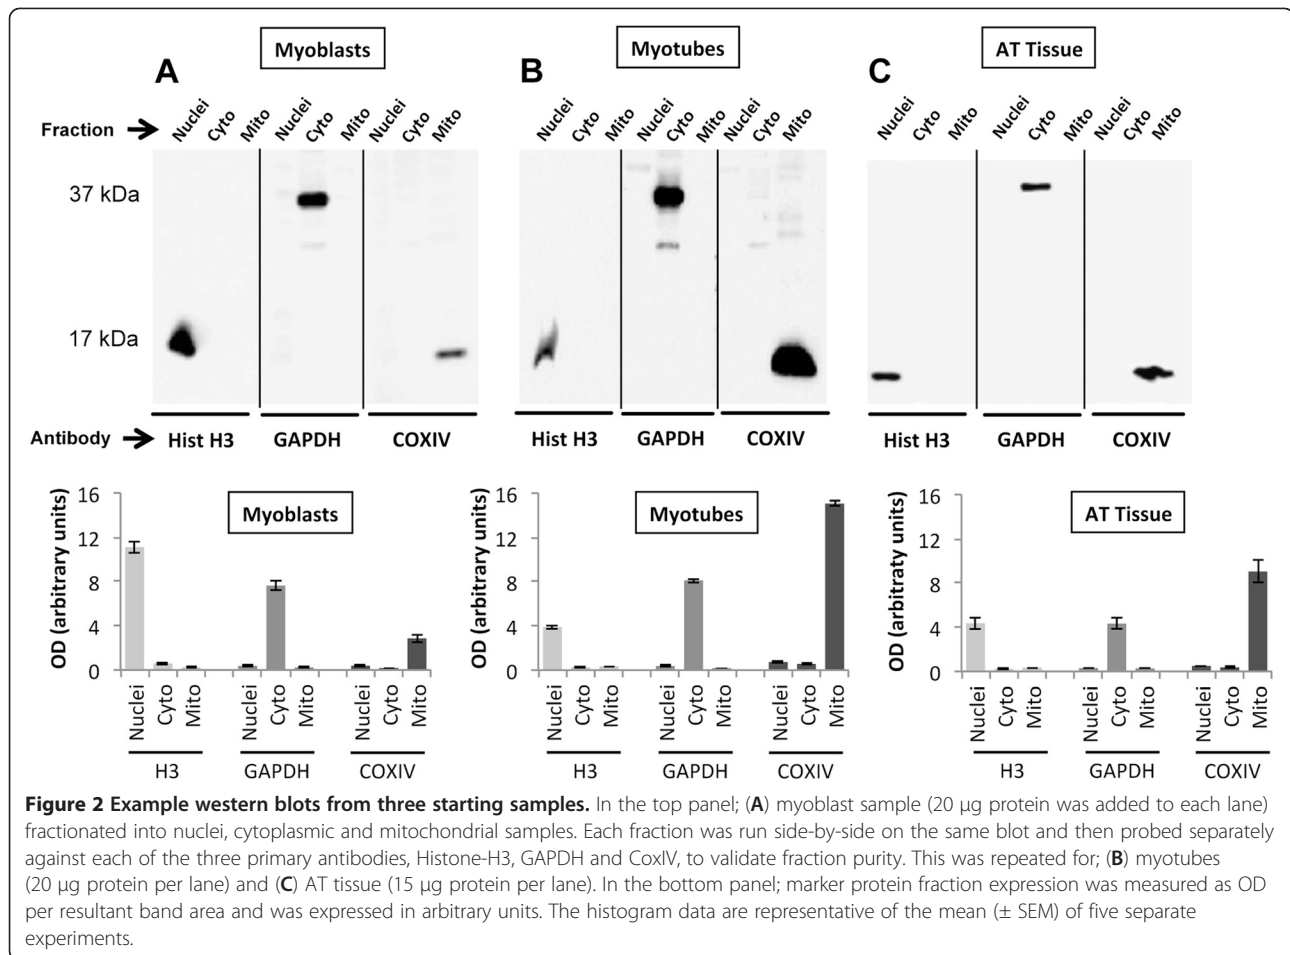 Myoblasts
Myotubes
AT Tissue
A
B
C
Fraction
Nuclei Cyto Mito Nuclei Cyto Mito Nuclei Cyto Mito
Nuclei Cyto Mito Nuclei Cyto Mito Nuclei Cyto Mito
Nuclei Cyto Mito Nuclei Cyto Mito Nuclei Cyto Mito
37 kDa
17 kDa
Antibody
Hist H3 GAPDH COXIV
Hist H3 GAPDH COXIV
Hist H3 GAPDH COXIV
OD (arbitrary units)
16
12
8
4
0
Myoblasts
Nuclei Cyto Mito Nuclei Cyto Mito Nuclei Cyto Mito
H3 GAPDH COXIV
OD (arbitrary units)
16
12
8
4
0
Myotubes
Nuclei Cyto Mito Nuclei Cyto Mito Nuclei Cyto Mito
H3 GAPDH COXIV
OD (arbitraty units)
16
12
8
4
0
AT Tissue
Nuclei Cyto Mito Nuclei Cyto Mito Nuclei Cyto Mito
H3 GAPDH COXIV
Figure 2 Example western blots from three starting samples. In the top panel; (A) myoblast sample (20 μg protein was added to each lane)
fractionated into nuclei, cytoplasmic and mitochondrial samples. Each fraction was run side-by-side on the same blot and then probed separately
against each of the three primary antibodies, Histone-H3, GAPDH and CoxIV, to validate fraction purity. This was repeated for; (B) myotubes
(20 μg protein per lane) and (C) AT tissue (15 μg protein per lane). In the bottom panel; marker protein fraction expression was measured as OD
per resultant band area and was expressed in arbitrary units. The histogram data are representative of the mean (± SEM) of five separate
experiments.